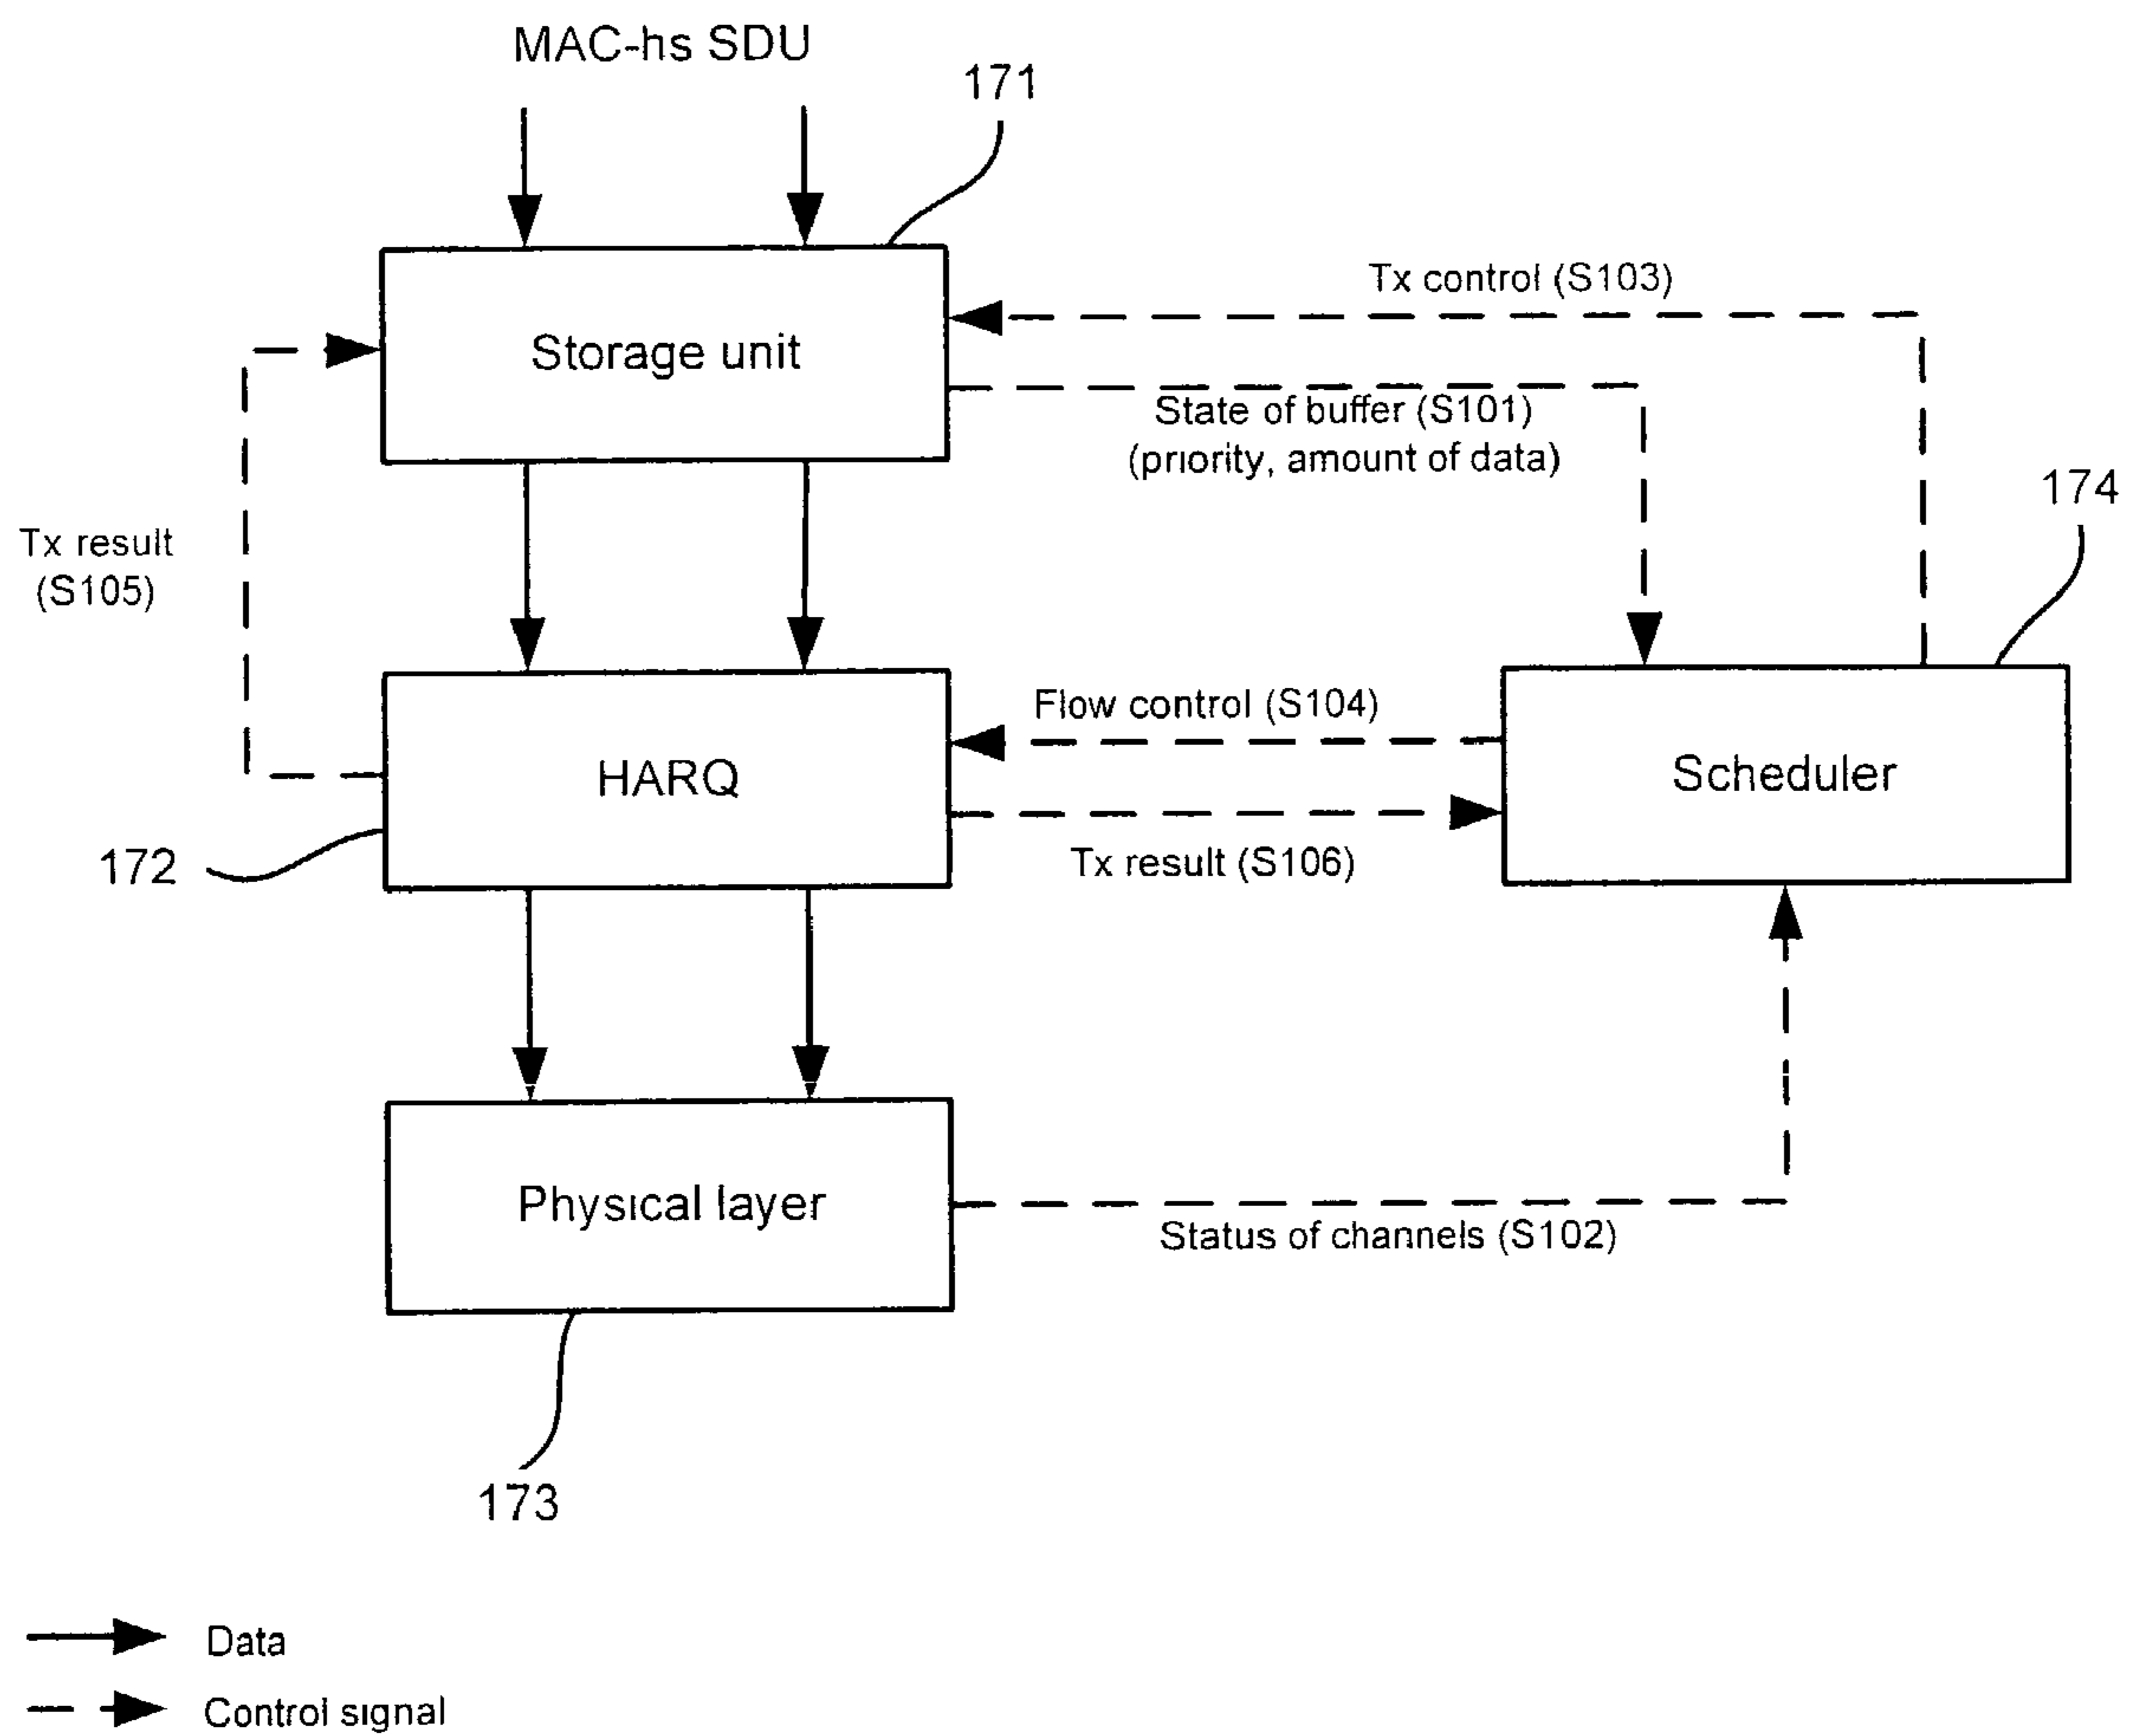 MAC-hs SDU
171
Tx control (S103)
Storage unit
State of buffer (S101)
(priority, amount of data)
174
Tx result
(S105)
Flow control (S104)
HARQ
Scheduler
172
Tx result (S106)
Physical layer
Status of channels (S102)
173
Data
Control signal